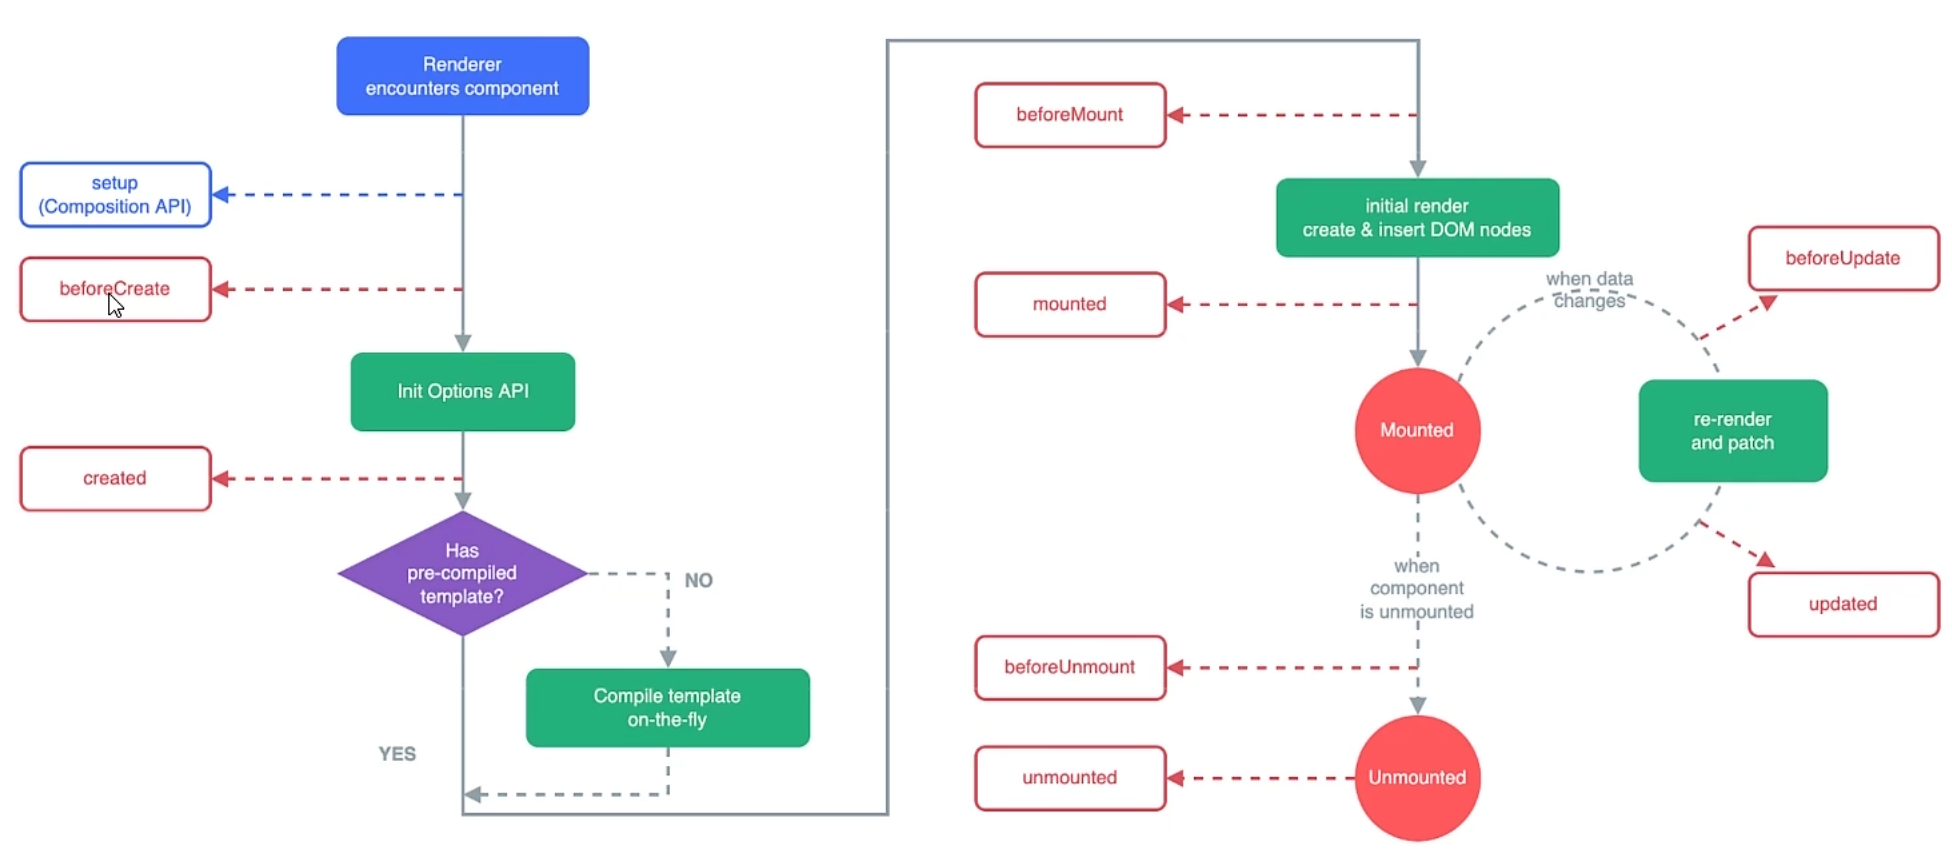 Renderer
encounters component
setup
(Composition API)
beforeCreate
Init Options API
created
Has
pre-compiled
template?
NO
Compile template
on-the-fly
YES
beforeMount
initial render
create & insert DOM nodes
mounted
when data
changes
beforeUpdate
Mounted
re-render
and patch
updated
when
component
is unmounted
beforeUnmount
unmounted
Unmounted